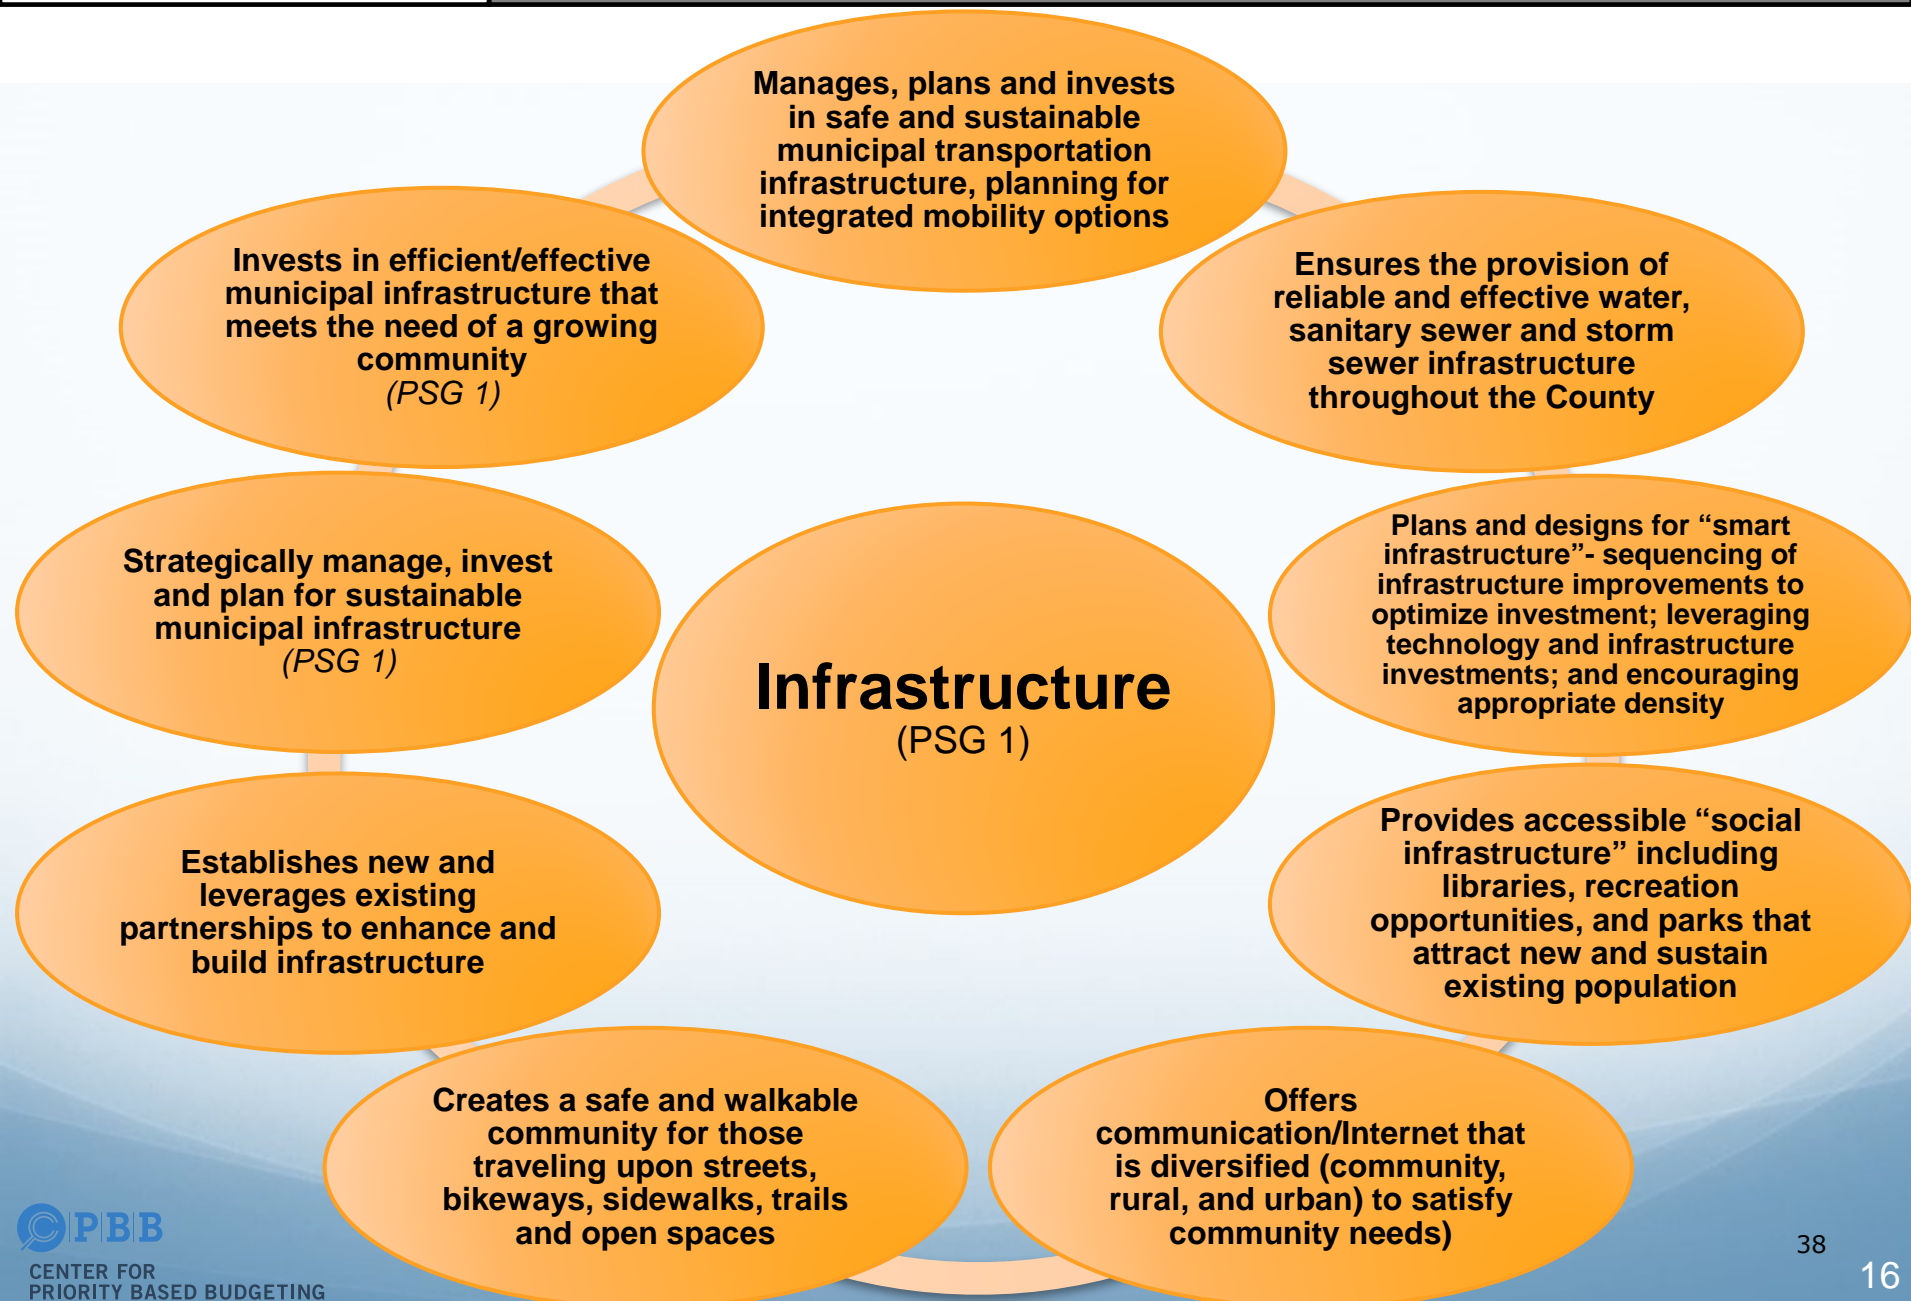 Manages, plans and invests
in safe and sustainable
municipal transportation
infrastructure, planning for
integrated mobility options
Ensures the provision of
reliable and effective water,
sanitary sewer and storm
sewer infrastructure
throughout the County
Plans and designs for “smart
infrastructure”- sequencing of
infrastructure improvements to
optimize investment; leveraging
technology and infrastructure
investments; and encouraging
appropriate density
Provides accessible “social
infrastructure” including
libraries, recreation
opportunities, and parks that
attract new and sustain
existing population
Offers
communication/Internet that
is diversified (community,
rural, and urban) to satisfy
community needs)
Creates a safe and walkable
community for those
traveling upon streets,
bikeways, sidewalks, trails
and open spaces
Establishes new and
leverages existing
partnerships to enhance and
build infrastructure
Strategically manage, invest
and plan for sustainable
municipal infrastructure
(PSG 1)
Invests in efficient/effective
municipal infrastructure that
meets the need of a growing
community
(PSG 1)
Infrastructure
(PSG 1)
PBB
CENTER FOR
PRIORITY BASED BUDGETING
38
16